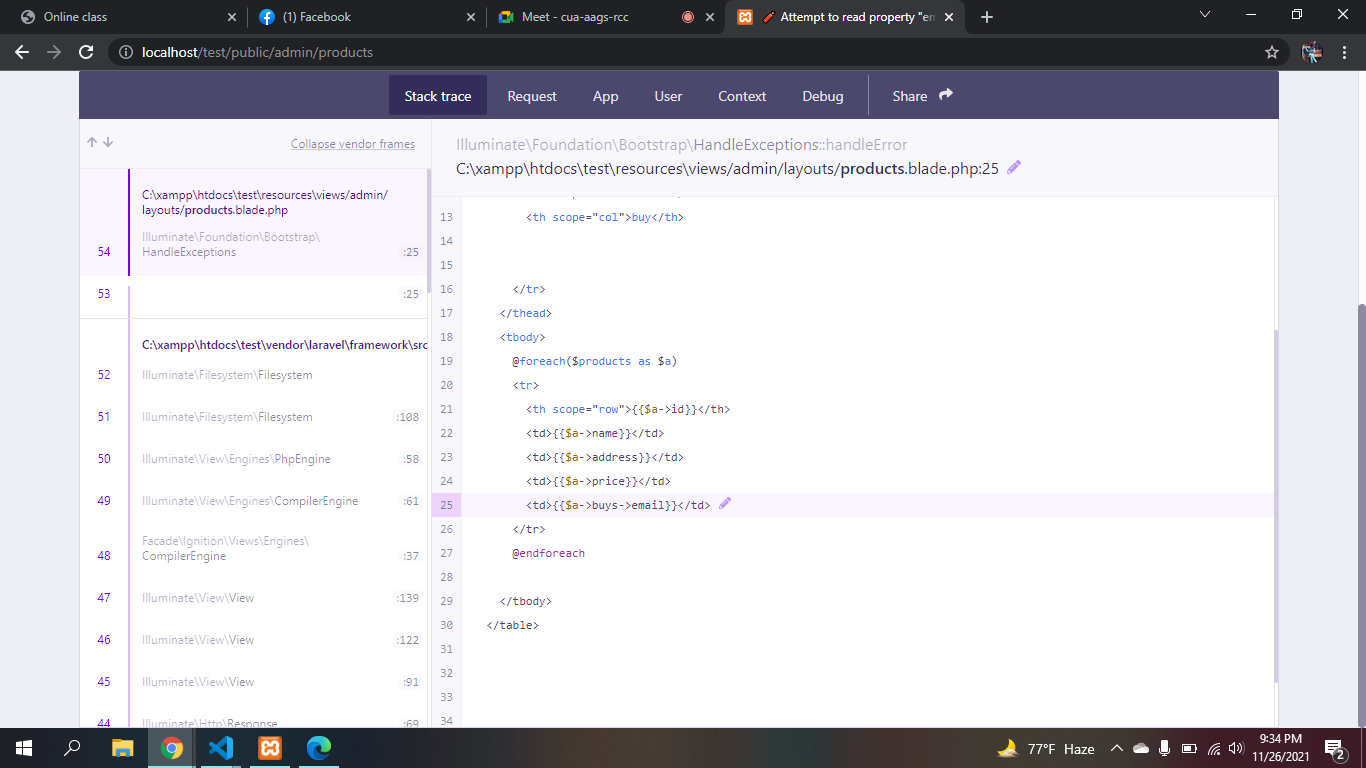 Online class
(1) Facebook
Meet - cua-aags-rcc
Attempt to read property "en
localhost/test/public/admin/products
Stack trace
Request
App
User
Context
Debug
Share
Collapse vendor frames
C:\xampp\htdocs\test\resources\views/admin/
layouts/products.blade.php
Illuminate\Foundation\Bootstrap\
54 HandleExceptions :25
53 :25
C:\xampp\htdocs\test\vendor\laravel\framework\src
52 Illuminate\Filesystem\Filesystem
51 Illuminate\Filesystem\Filesystem :108
50 Illuminate\View\Engines\PhpEngine :58
49 Illuminate\View\Engines\CompilerEngine :61
Facade\Ignition\Views\Engines\
48 CompilerEngine :37
47 Illuminate\View\View :139
46 Illuminate\View\View :122
45 Illuminate\View\View :91
44 Illuminate\Http\Response :69
Illuminate\Foundation\Bootstrap\HandleExceptions::handleError
C:\xampp\htdocs\test\resources\views/admin/layouts/products.blade.php:25
13 <th scope="col">buy</th>
14
15
16 </tr>
17 </thead>
18 <tbody>
19 @foreach($products as $a)
20 <tr>
21 <th scope="row">{{$a->id}}</th>
22 <td>{{$a->name}}</td>
23 <td>{{$a->address}}</td>
24 <td>{{$a->price}}</td>
25 <td>{{$a->buys->email}}</td>
26 </tr>
27 @endforeach
28
29 </tbody>
30 </table>
31
32
33
34
77°F Haze
9:34 PM
11/26/2021
2